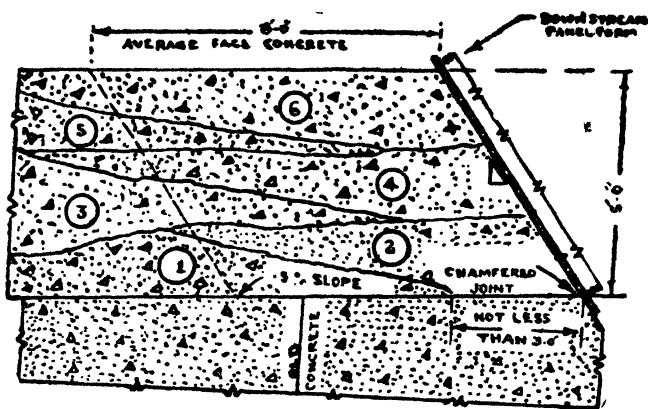 8'-0"
AVERAGE FACE CONCRETE
DOWNSTREAM
PANEL FORM
6
5
5'-0"
4
3
2
1
3" SLOPE
CHAMFERED
JOINT
NOT LESS
THAN 3'-0"
OLD
CONCRETE